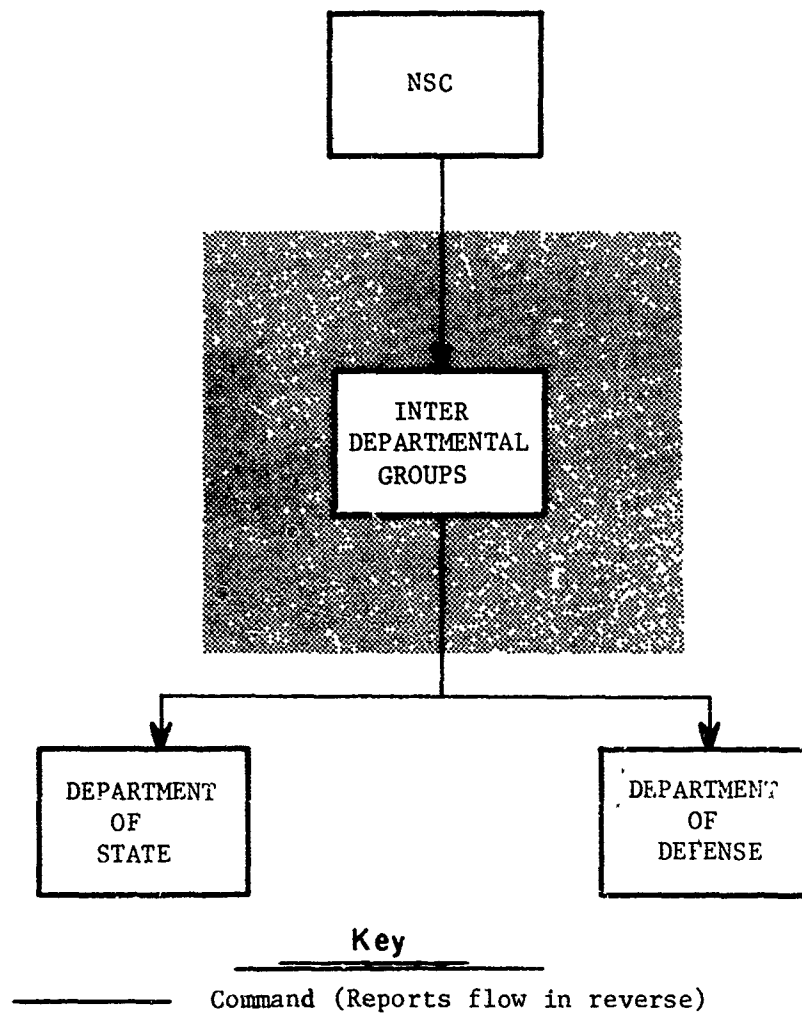 NSC
INTER
DEPARTMENTAL
GROUPS
DEPARTMENT
OF
STATE
DEPARTMENT
OF
DEFENSE
Key
Command (Reports flow in reverse)